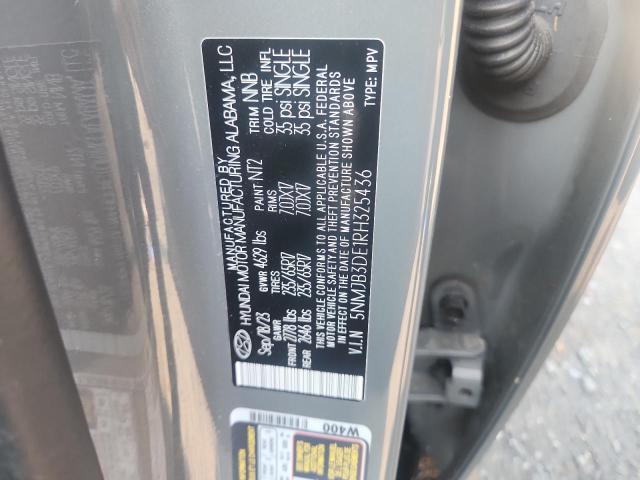 MANUFACTURED BY
HYUNDAI MOTOR MANUFACTURING ALABAMA, LLC
Sep/18/23 GVWR 4629 lbs PAINT NT2 TRIM NNB
GAWR TIRES RIMS COLD TIRE INFL
FRONT 2778 lbs 235/65R17 7.0JX17 35 psi SINGLE
REAR 2646 lbs 235/65R17 7.0JX17 35 psi SINGLE
THIS VEHICLE CONFORMS TO ALL APPLICABLE U.S.A. FEDERAL
MOTOR VEHICLE SAFETY AND THEFT PREVENTION STANDARDS
IN EFFECT ON THE DATE OF MANUFACTURE SHOWN ABOVE
V.I.N 5NMJB3DE1RH325436 TYPE: MPV
W400